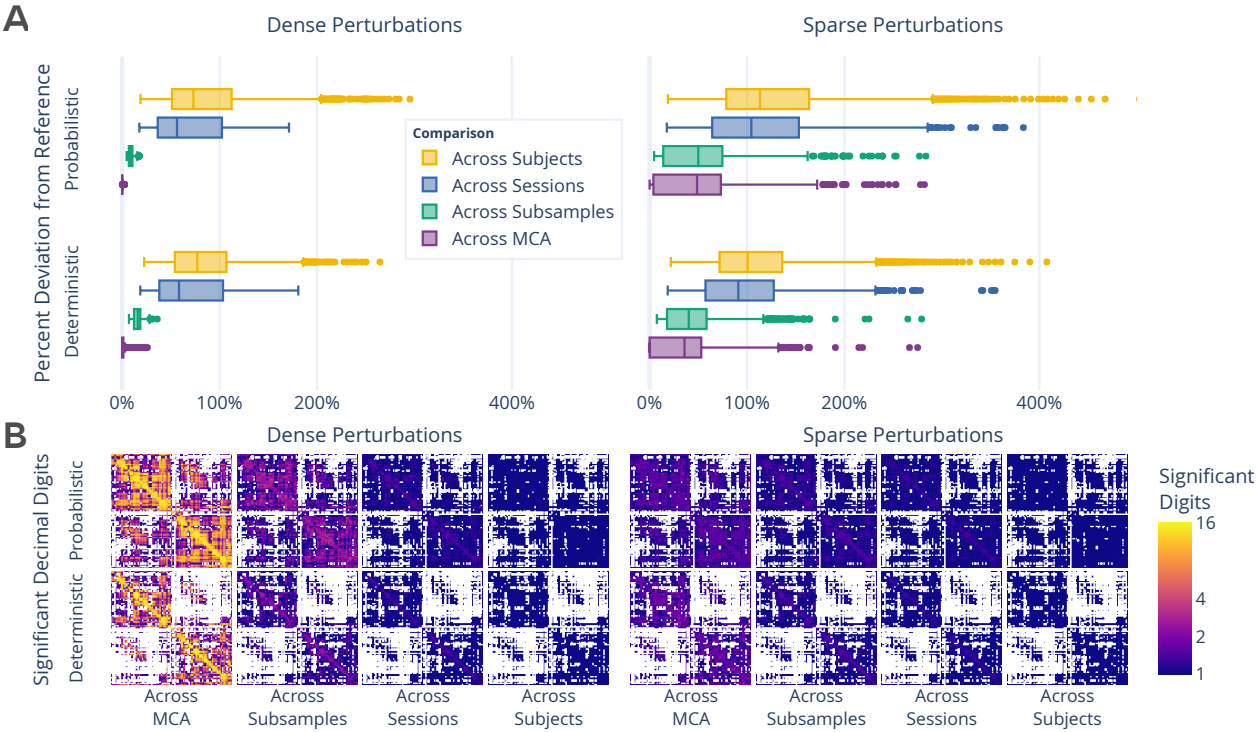 A
Dense Perturbations
Sparse Perturbations
Percent Deviation from Reference
Probabilistic
Deterministic
Comparison
Across Subjects
Across Sessions
Across Subsamples
Across MCA
0%
100%
200%
400%
0%
100%
200%
400%
B
Dense Perturbations
Sparse Perturbations
Significant Decimal Digits
Probabilistic
Deterministic
Significant
Digits
16
4
2
1
Across
MCA
Across
Subsamples
Across
Sessions
Across
Subjects
Across
MCA
Across
Subsamples
Across
Sessions
Across
Subjects